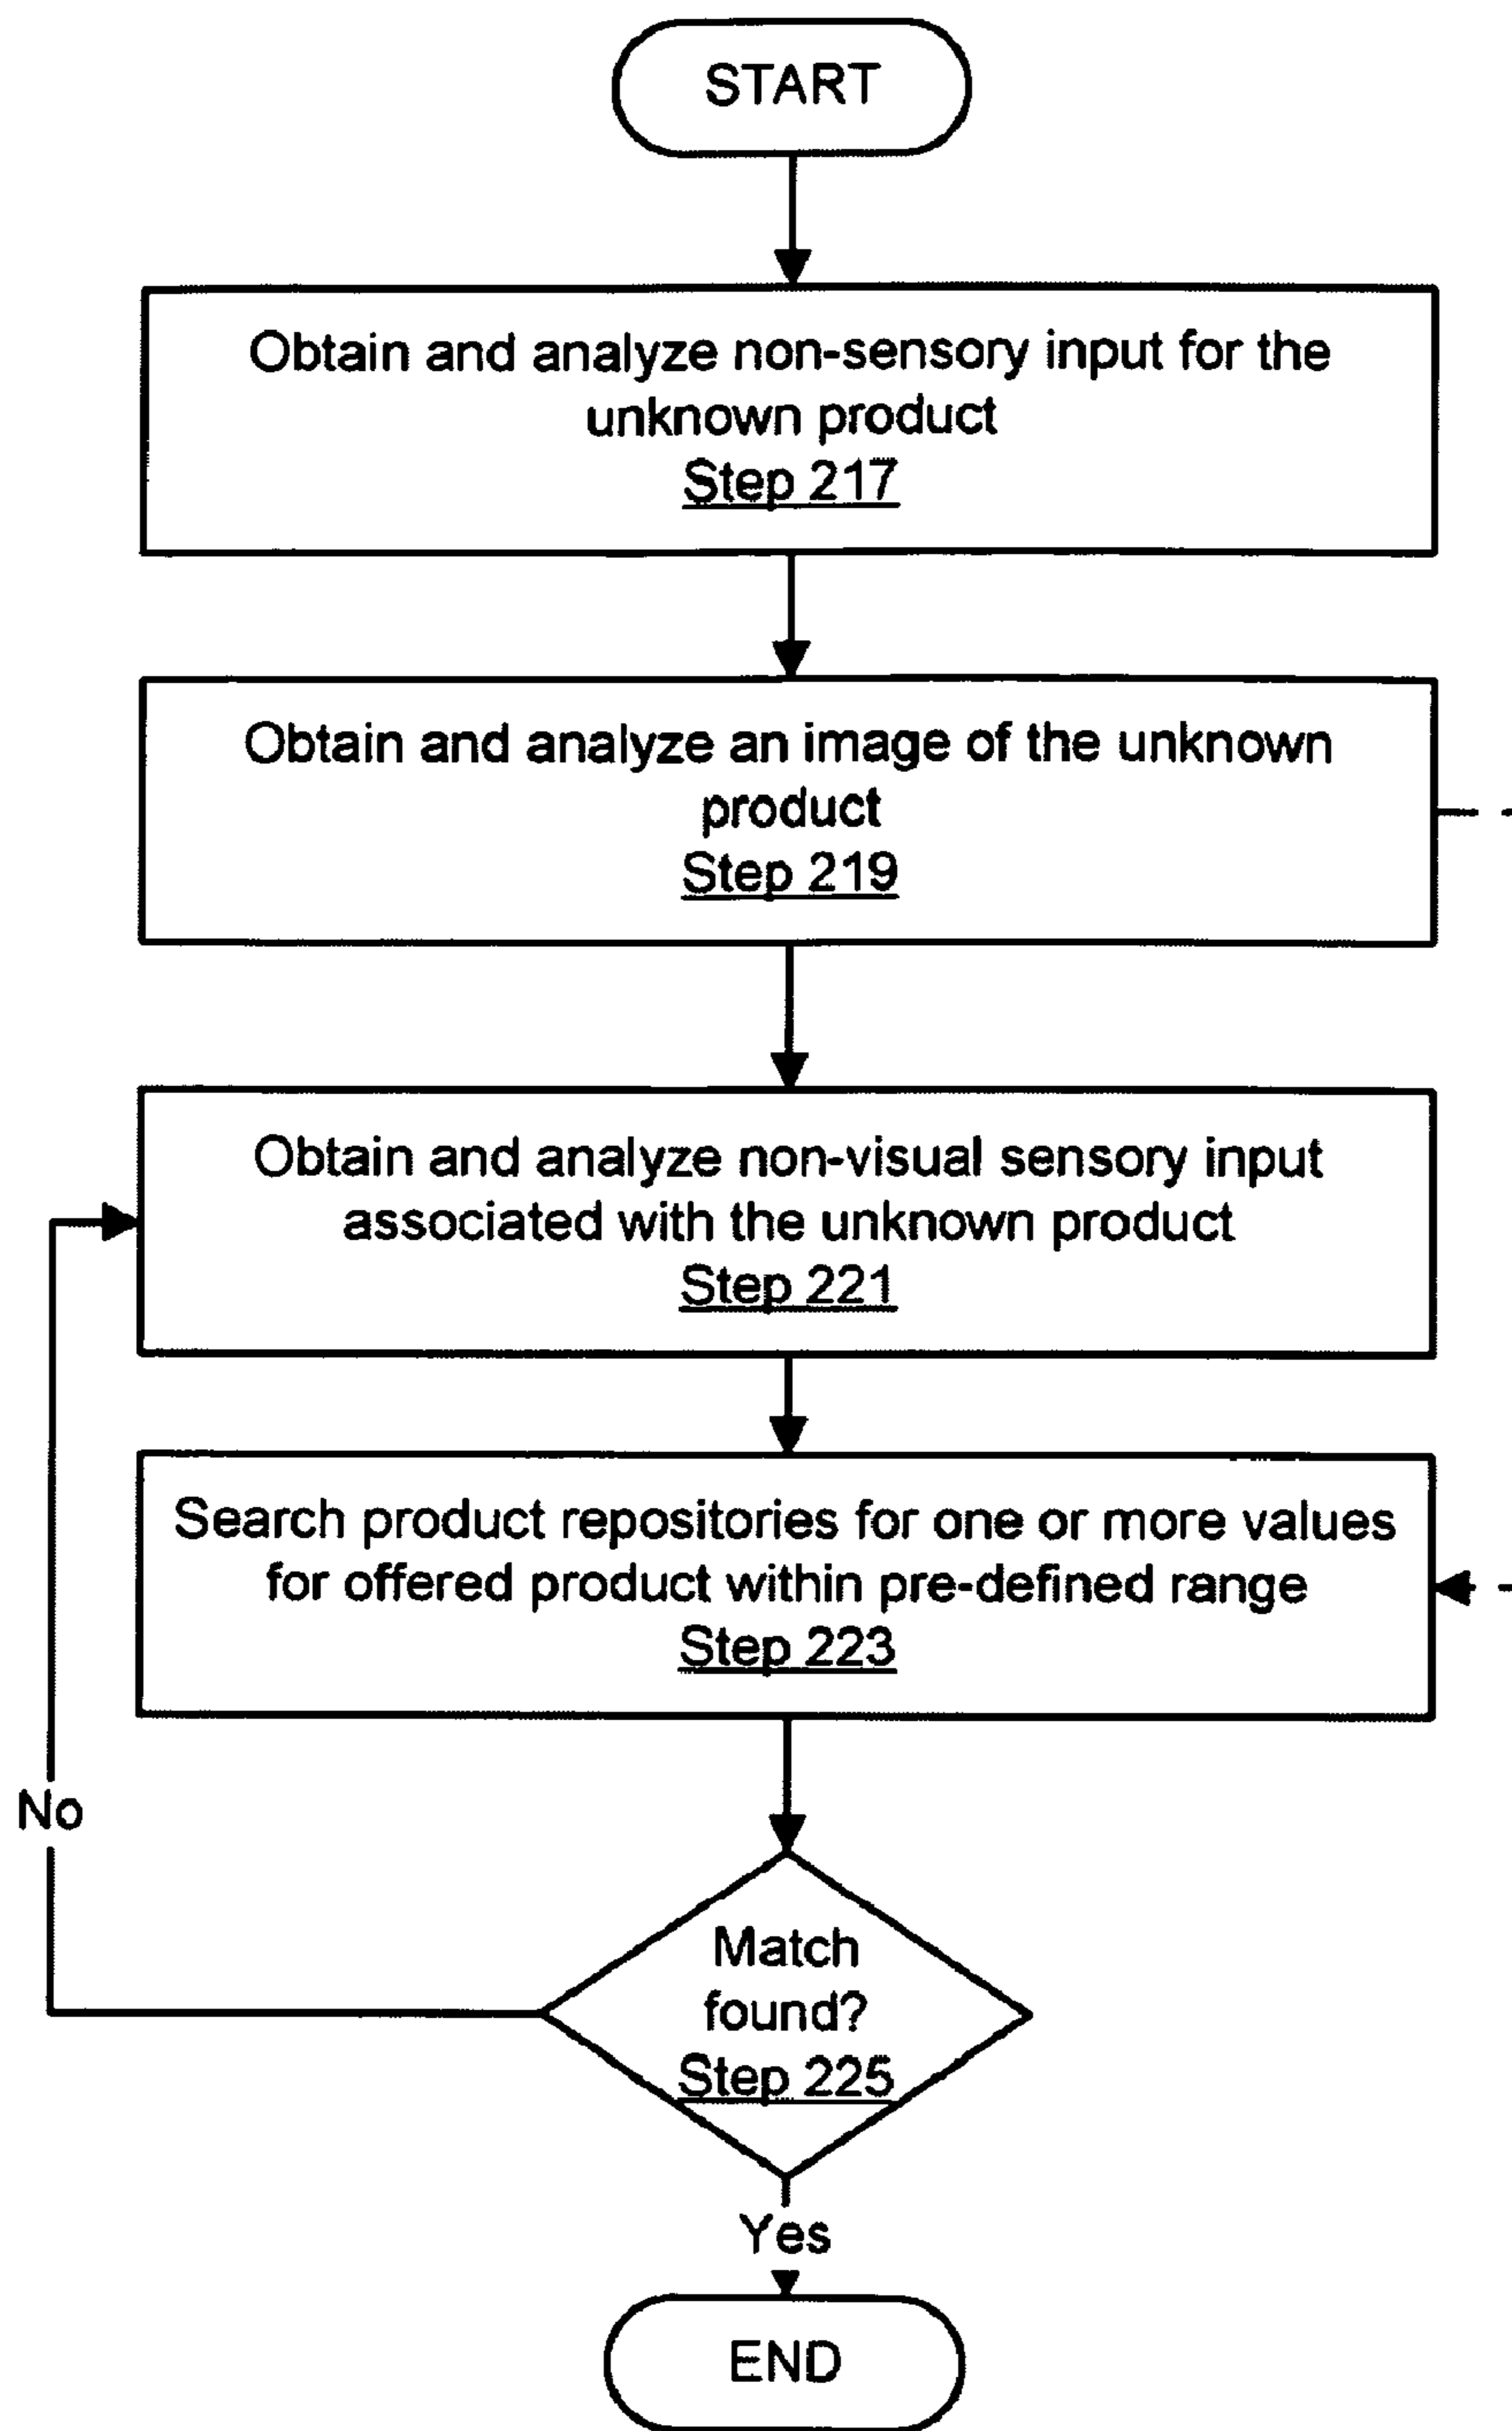 START
Obtain and analyze non-sensory input for the
unknown product
Step 217
Obtain and analyze an image of the unknown
product
Step 219
Obtain and analyze non-visual sensory input
associated with the unknown product
Step 221
Search product repositories for one or more values
for offered product within pre-defined range
Step 223
No
Match
found?
Step 225
Yes
END